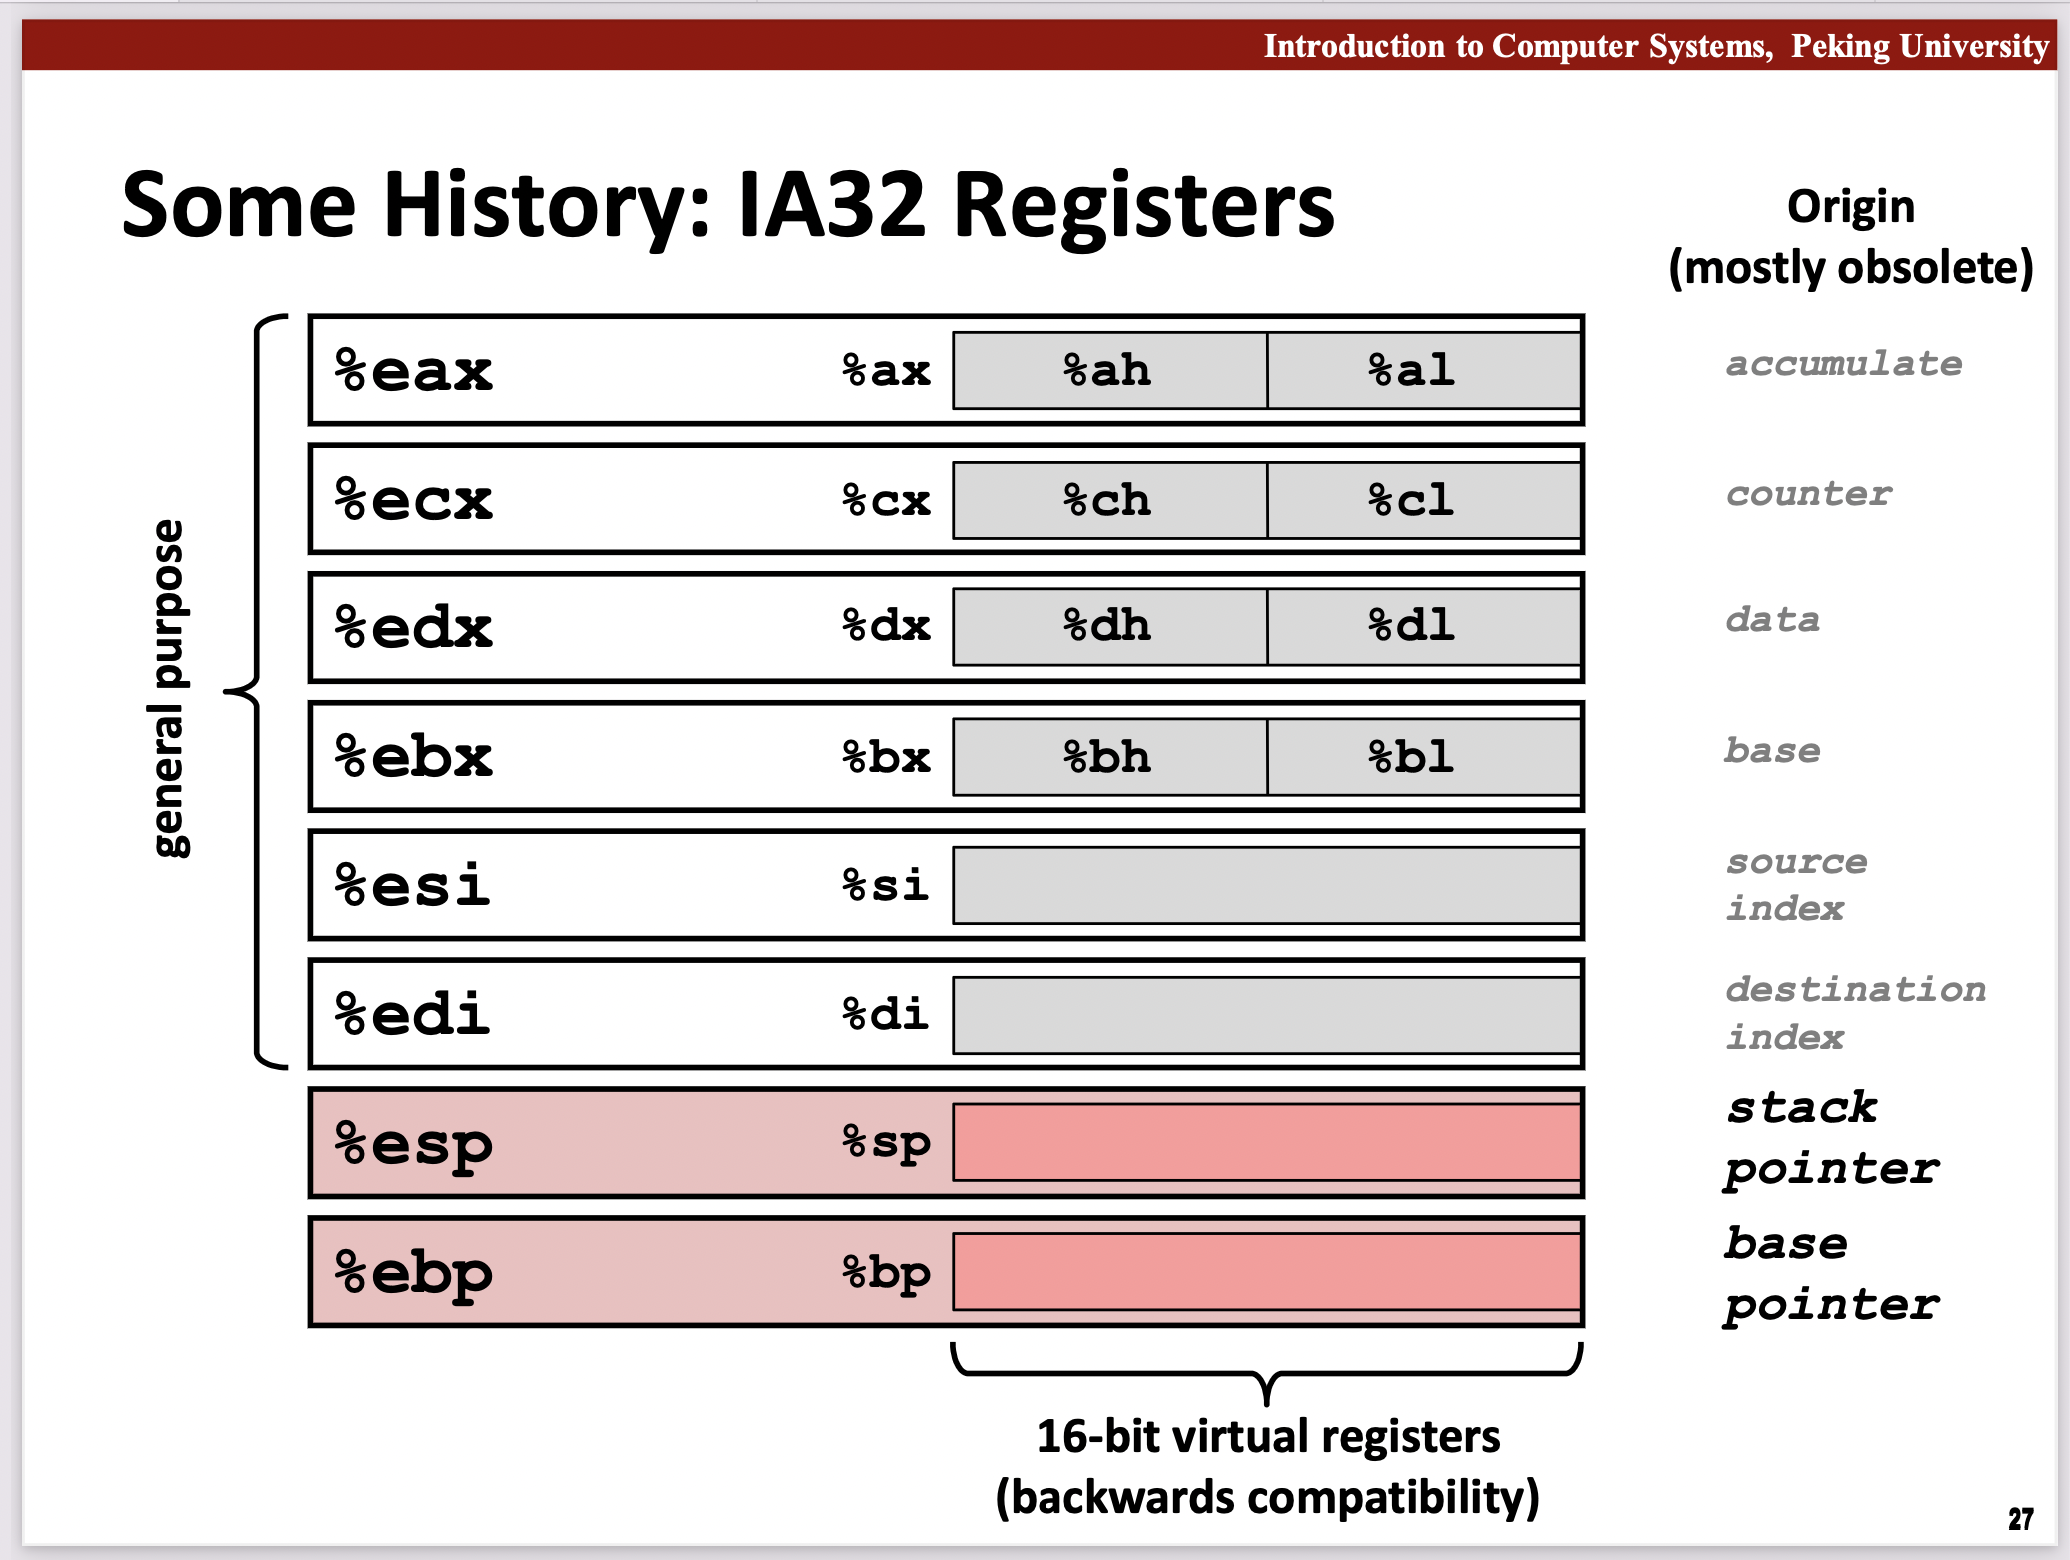 Introduction to Computer Systems, Peking University
Some History: IA32 Registers
Origin
(mostly obsolete)
general purpose
%eax %ax %ah %al accumulate
%ecx %cx %ch %cl counter
%edx %dx %dh %dl data
%ebx %bx %bh %bl base
%esi %si source
index
%edi %di destination
index
%esp %sp stack
pointer
%ebp %bp base
pointer
16-bit virtual registers
(backwards compatibility)
27